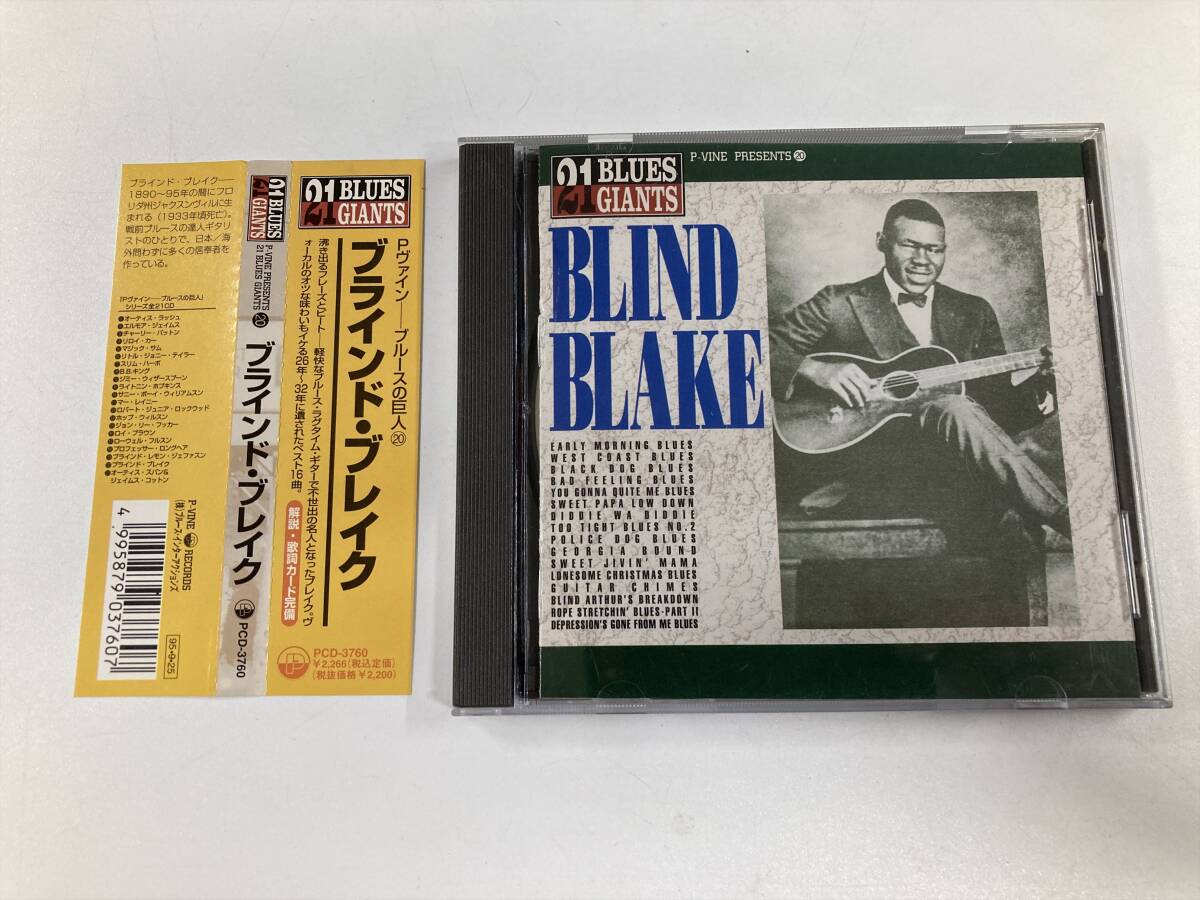 ブラインド・ブレイク──
1890〜95年の間にフロ
リダ州ジャクスンヴィルに生
まれる（1933年頃死亡）。
戦前ブルースの達人ギタリ
ストのひとりで、日本／海
外問わずに多くの信奉者を
作っている。
「Pヴァイン──ブルースの巨人」
シリーズ全21CD
●オーティス・ラッシュ
●エルモア・ジェイムス
●チャーリー・パットン
●リロイ・カー
●マジック・サム
●リトル・ジョニー・テイラー
●スリム・ハーポ
●B.B.キング
●ジミー・ウィザースプーン
●ライトニン・ホプキンス
●サニー・ボーイ・ウィリアムスン
●マー・レイニー
●ロバート・ジュニア・ロックウッド
●ホップ・ウィルスン
●ジョン・リー・フッカー
●ロイ・ブラウン
●ローウェル・フルスン
●プロフェッサー・ロングヘア
●ブラインド・レモン・ジェファスン
●ブラインド・ブレイク
●オーティス・スパン&
ジェイムス・コットン
P-VINE RECORDS
(株)ブルース・インターアクションズ
4 995879 037607
95・9・25
21 BLUES
GIANTS
P-VINE PRESENTS
21 BLUES GIANTS ⑳
ブラインド・ブレイク
PCD-3760
21 BLUES
GIANTS
Pヴァイン──ブルースの巨人⑳
ブラインド・ブレイク
沸き出るフレーズとビート──軽快なブルース・ラグタイム・ギターで不世出の名人となったブレイク。ヴ
ォーカルのオツな味わいもイケる26年〜32年に遺されたベスト16曲。
解説・歌詞カード完備
PCD-3760
¥2,266(税込定価)
(税抜価格¥2,200)
21 BLUES
GIANTS
P-VINE PRESENTS⑳
BLIND
BLAKE
EARLY MORNING BLUES
WEST COAST BLUES
BLACK DOG BLUES
BAD FEELING BLUES
YOU GONNA QUITE ME BLUES
SWEET PAPA LOW DOWN
DIDDIE WA DIDDIE
TOO TIGHT BLUES NO.2
POLICE DOG BLUES
GEORGIA BOUND
SWEET JIVIN' MAMA
LONESOME CHRISTMAS BLUES
GUITAR CHIMES
BLIND ARTHUR'S BREAKDOWN
ROPE STRETCHIN' BLUES-PART II
DEPRESSION'S GONE FROM ME BLUES